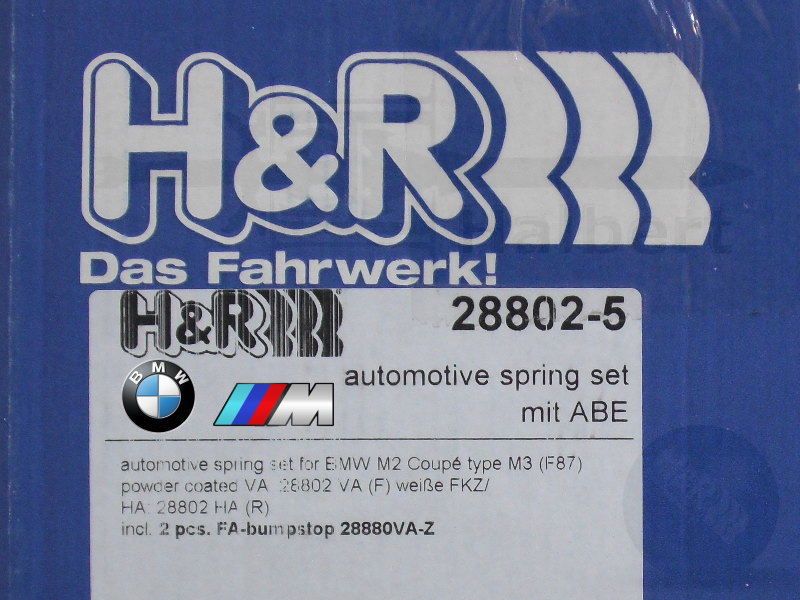 H&R
Das Fahrwerk!
H&R 28802-5
BMW M automotive spring set
mit ABE
automotive spring set for BMW M2 Coupé type M3 (F87)
powder coated VA: 28802 VA (F) weiße FKZ/
HA: 28802 HA (R)
incl. 2 pcs. FA-bumpstop 28880VA-Z
Halbert